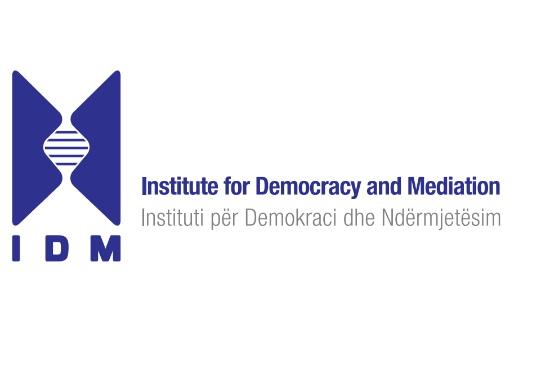 Institute for Democracy and Mediation
Instituti për Demokraci dhe Ndërmjetësim
IDM